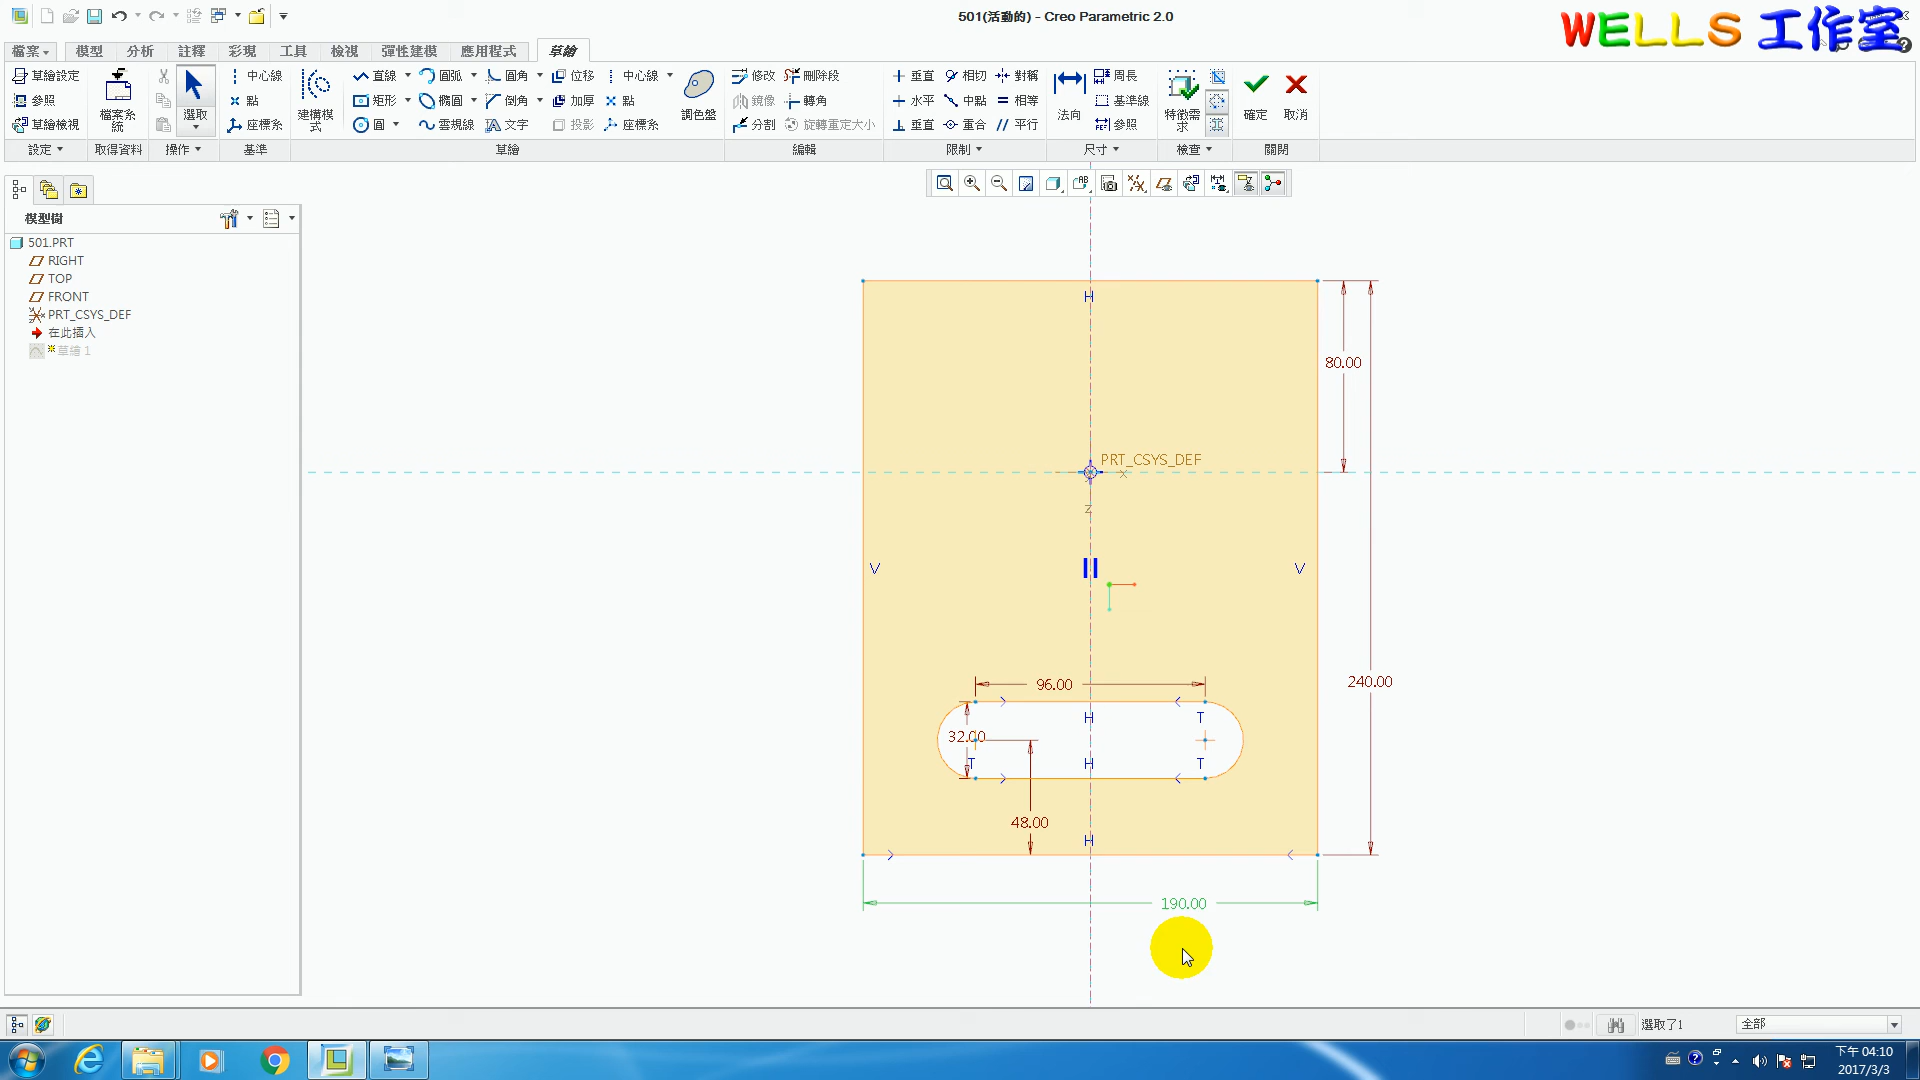 501(活動的) - Creo Parametric 2.0
WELLS 工作室
檔案 模型 分析 註釋 彩現 工具 檢視 彈性建模 應用程式 草繪
草繪設定
參照
草繪檢視
檔案系統
選取
中心線
點
座標系
建構模式
直線 圓弧 圓角 位移 中心線
矩形 橢圓 倒角 加厚 點
圓 雲規線 文字 投影 座標系
調色盤
修改 刪除段
鏡像 轉角
分割 旋轉重定大小
垂直 相切 對稱
水平 中點 相等
垂直 重合 平行
法向
周長
基準線
參照
特徵需求
確定 取消
設定 取得資料 操作 基準 草繪 編輯 限制 尺寸 檢查 關閉
模型樹
501.PRT
RIGHT
TOP
FRONT
PRT_CSYS_DEF
在此插入
草繪 1
H
80.00
PRT_CSYS_DEF
X
Z
V V
96.00
240.00
H T
32.00
T H T
48.00
H
190.00
選取了1
全部
下午 04:10
2017/3/3